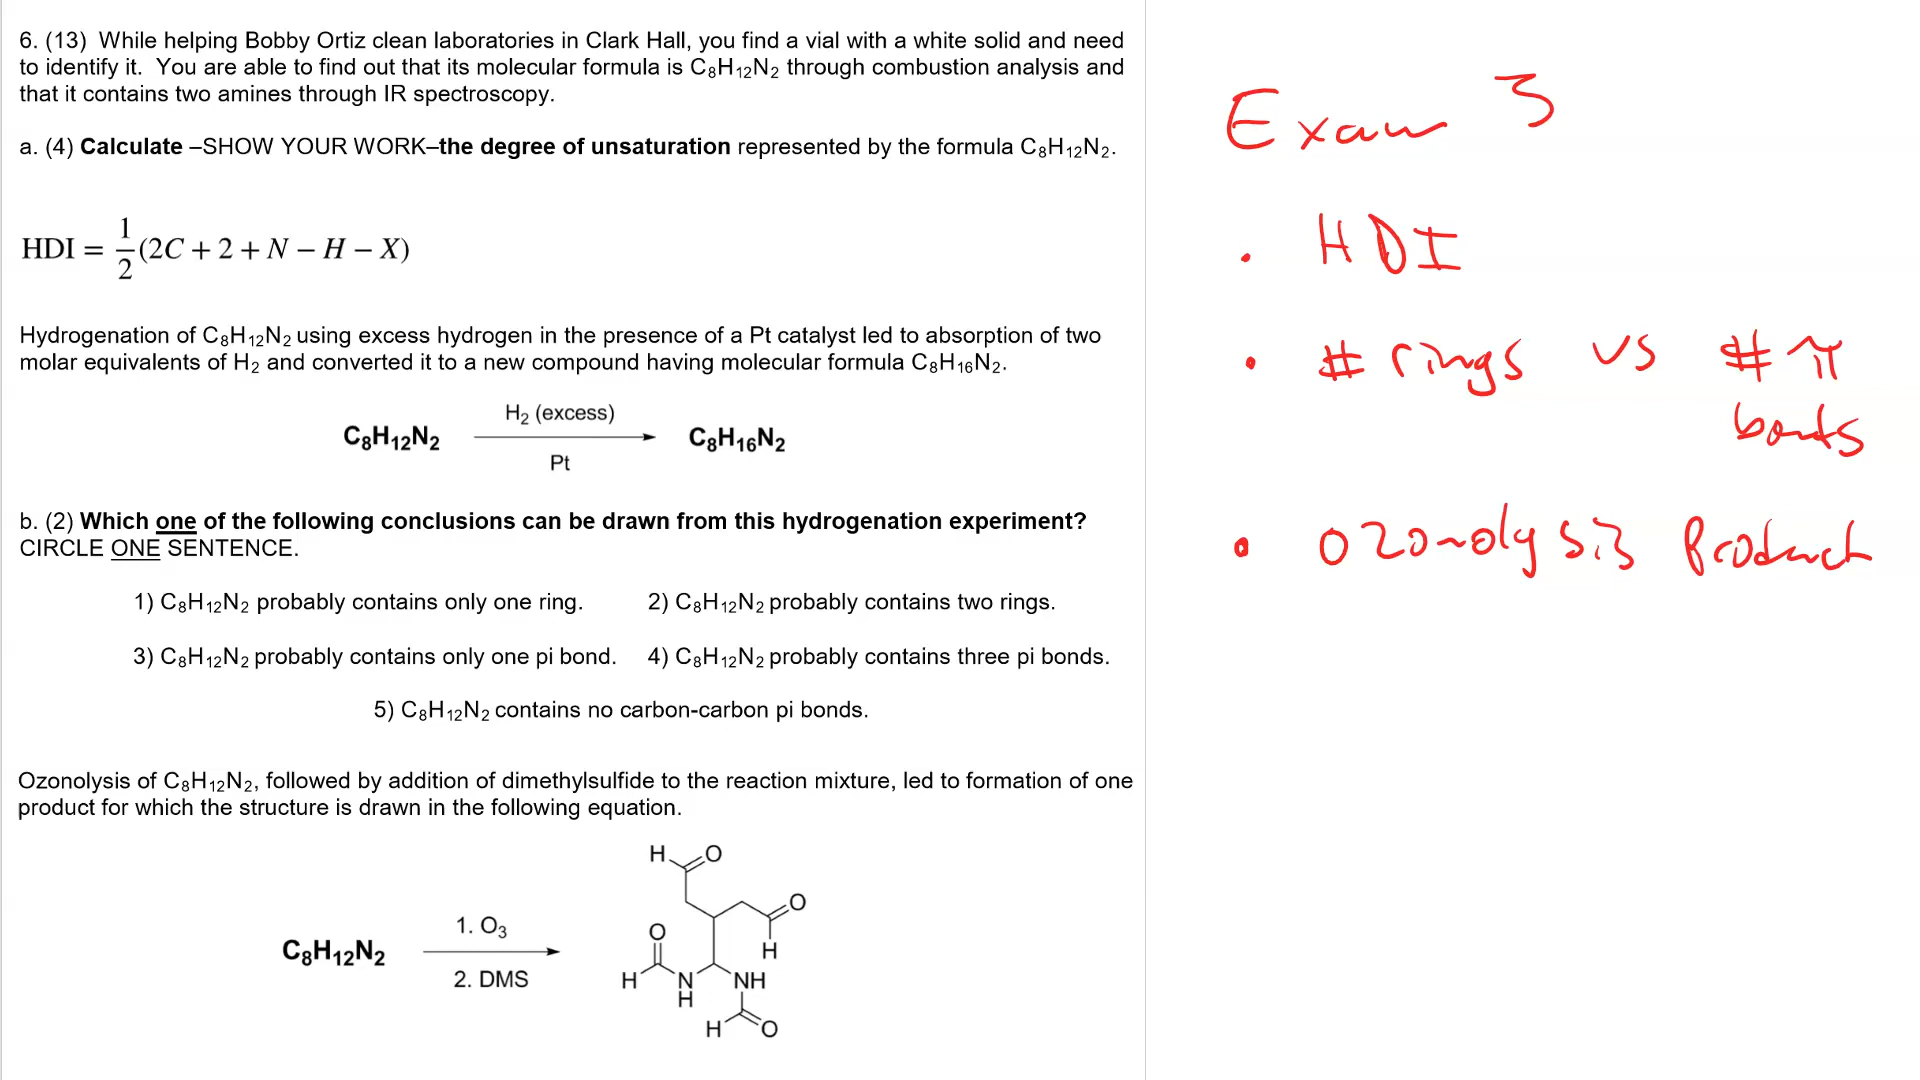 6. (13) While helping Bobby Ortiz clean laboratories in Clark Hall, you find a vial with a white solid and need
to identify it. You are able to find out that its molecular formula is C₈H₁₂N₂ through combustion analysis and
that it contains two amines through IR spectroscopy.
a. (4) Calculate –SHOW YOUR WORK–the degree of unsaturation represented by the formula C₈H₁₂N₂.
HDI = 1/2 (2C + 2 + N – H – X)
Hydrogenation of C₈H₁₂N₂ using excess hydrogen in the presence of a Pt catalyst led to absorption of two
molar equivalents of H₂ and converted it to a new compound having molecular formula C₈H₁₆N₂.
H₂ (excess)
C₈H₁₂N₂ C₈H₁₆N₂
Pt
b. (2) Which one of the following conclusions can be drawn from this hydrogenation experiment?
CIRCLE ONE SENTENCE.
1) C₈H₁₂N₂ probably contains only one ring. 2) C₈H₁₂N₂ probably contains two rings.
3) C₈H₁₂N₂ probably contains only one pi bond. 4) C₈H₁₂N₂ probably contains three pi bonds.
5) C₈H₁₂N₂ contains no carbon-carbon pi bonds.
Ozonolysis of C₈H₁₂N₂, followed by addition of dimethylsulfide to the reaction mixture, led to formation of one
product for which the structure is drawn in the following equation.
C₈H₁₂N₂
1. O₃
2. DMS
H O
O
O H
H N NH
H
H O
Exam 3
• HDI
• # rings vs # π
bonds
• ozonolysis product